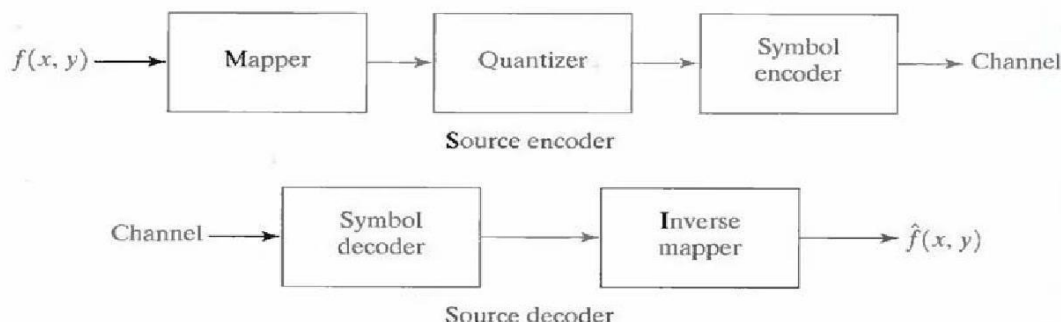 f(x, y) Mapper Quantizer Symbol encoder Channel
Source encoder
Channel Symbol decoder Inverse mapper f̂(x, y)
Source decoder